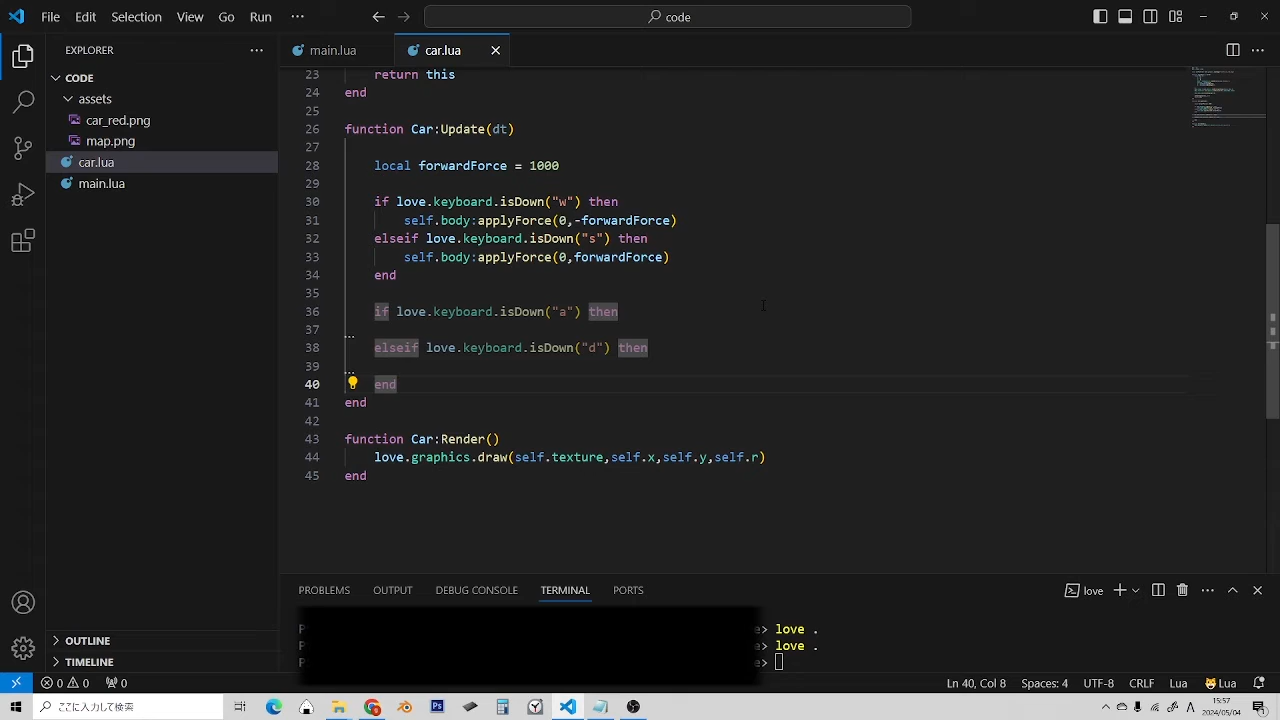 File Edit Selection View Go Run ··· code
EXPLORER
CODE
assets
car_red.png
map.png
car.lua
main.lua
OUTLINE
TIMELINE
main.lua car.lua
23 return this
24 end
25
26 function Car:Update(dt)
27
28 local forwardForce = 1000
29
30 if love.keyboard.isDown("w") then
31 self.body:applyForce(0,-forwardForce)
32 elseif love.keyboard.isDown("s") then
33 self.body:applyForce(0,forwardForce)
34 end
35
36 if love.keyboard.isDown("a") then
37
38 elseif love.keyboard.isDown("d") then
39
40 end
41 end
42
43 function Car:Render()
44 love.graphics.draw(self.texture,self.x,self.y,self.r)
45 end
PROBLEMS OUTPUT DEBUG CONSOLE TERMINAL PORTS love
> love .
> love .
>
0 0 0 Ln 40, Col 8 Spaces: 4 UTF-8 CRLF Lua Lua
ここに入力して検索 A 15:57
2024/05/04